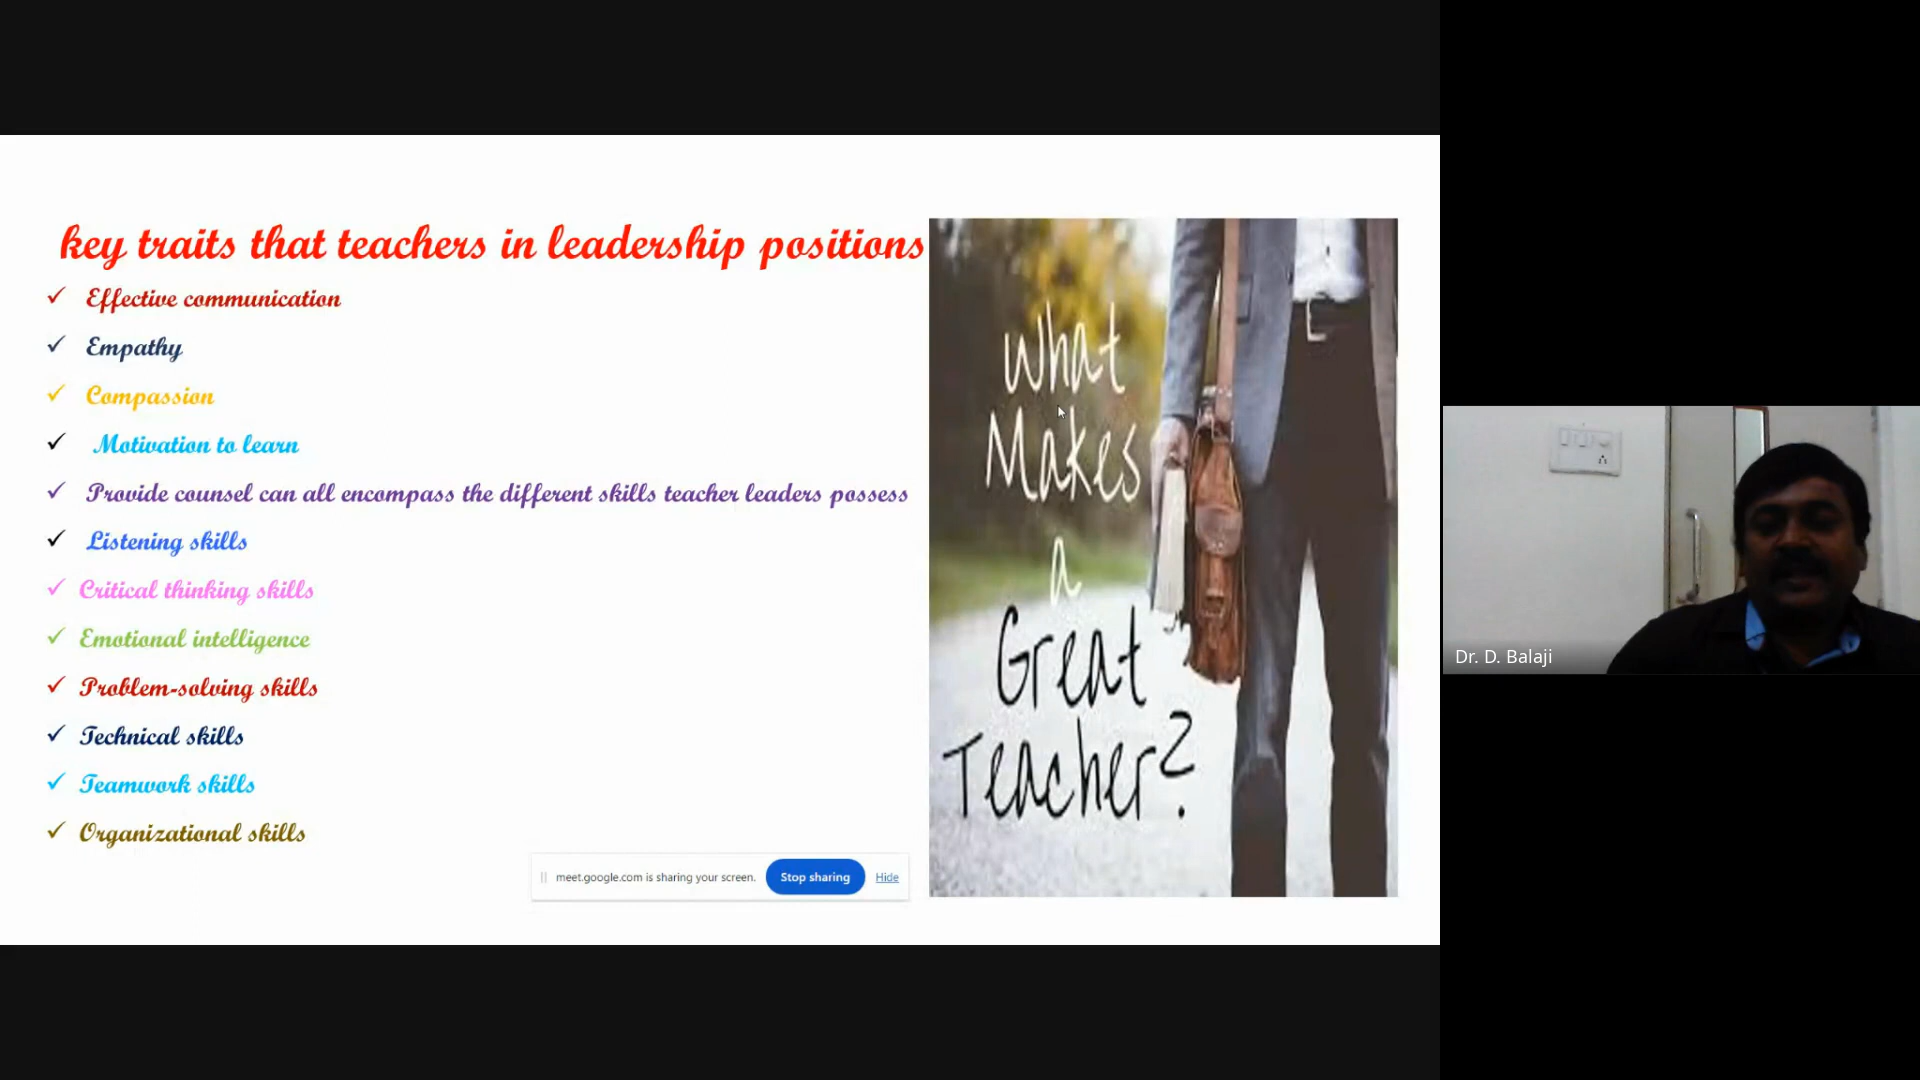 key traits that teachers in leadership positions
Effective communication
Empathy
Compassion
Motivation to learn
Provide counsel can all encompass the different skills teacher leaders possess
Listening skills
Critical thinking skills
Emotional intelligence
Problem-solving skills
Technical skills
Teamwork skills
Organizational skills
What
Makes
a
Great
Teacher?
meet.google.com is sharing your screen.
Stop sharing
Hide
Dr. D. Balaji